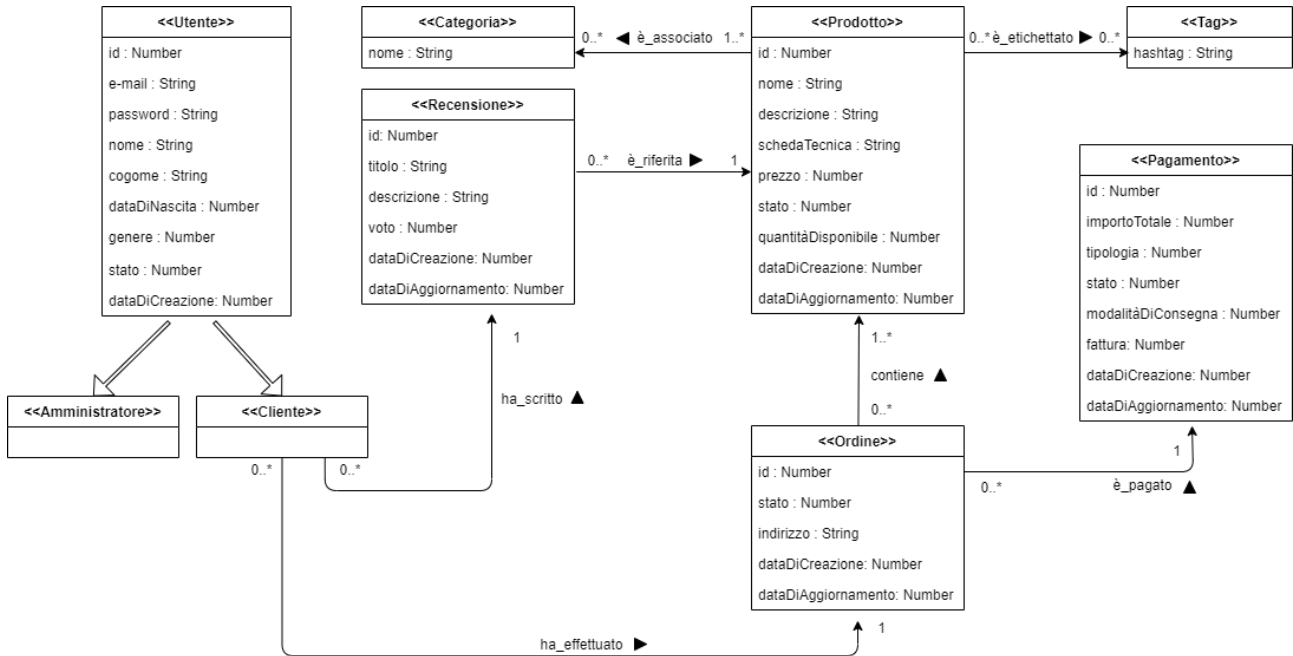 <<Utente>>
id : Number
e-mail : String
password : String
nome : String
cogome : String
dataDiNascita : Number
genere : Number
stato : Number
dataDiCreazione: Number
<<Categoria>>
nome : String
0..* ◀ è_associato 1..*
<<Prodotto>>
id : Number
nome : String
descrizione : String
schedaTecnica : String
prezzo : Number
stato : Number
quantitàDisponibile : Number
dataDiCreazione: Number
dataDiAggiornamento: Number
0..* è_etichettato ▶ 0..*
<<Tag>>
hashtag : String
<<Recensione>>
id: Number
titolo : String
descrizione : String
voto : Number
dataDiCreazione: Number
dataDiAggiornamento: Number
0..* è_riferita ▶ 1
<<Pagamento>>
id : Number
importoTotale : Number
tipologia : Number
stato : Number
modalitàDiConsegna : Number
fattura: Number
dataDiCreazione: Number
dataDiAggiornamento: Number
<<Amministratore>>
<<Cliente>>
0..*
0..*
1
ha_scritto ▲
1..*
contiene ▲
0..*
<<Ordine>>
id : Number
stato : Number
indirizzo : String
dataDiCreazione: Number
dataDiAggiornamento: Number
0..*
1
è_pagato ▲
ha_effettuato ▶
1